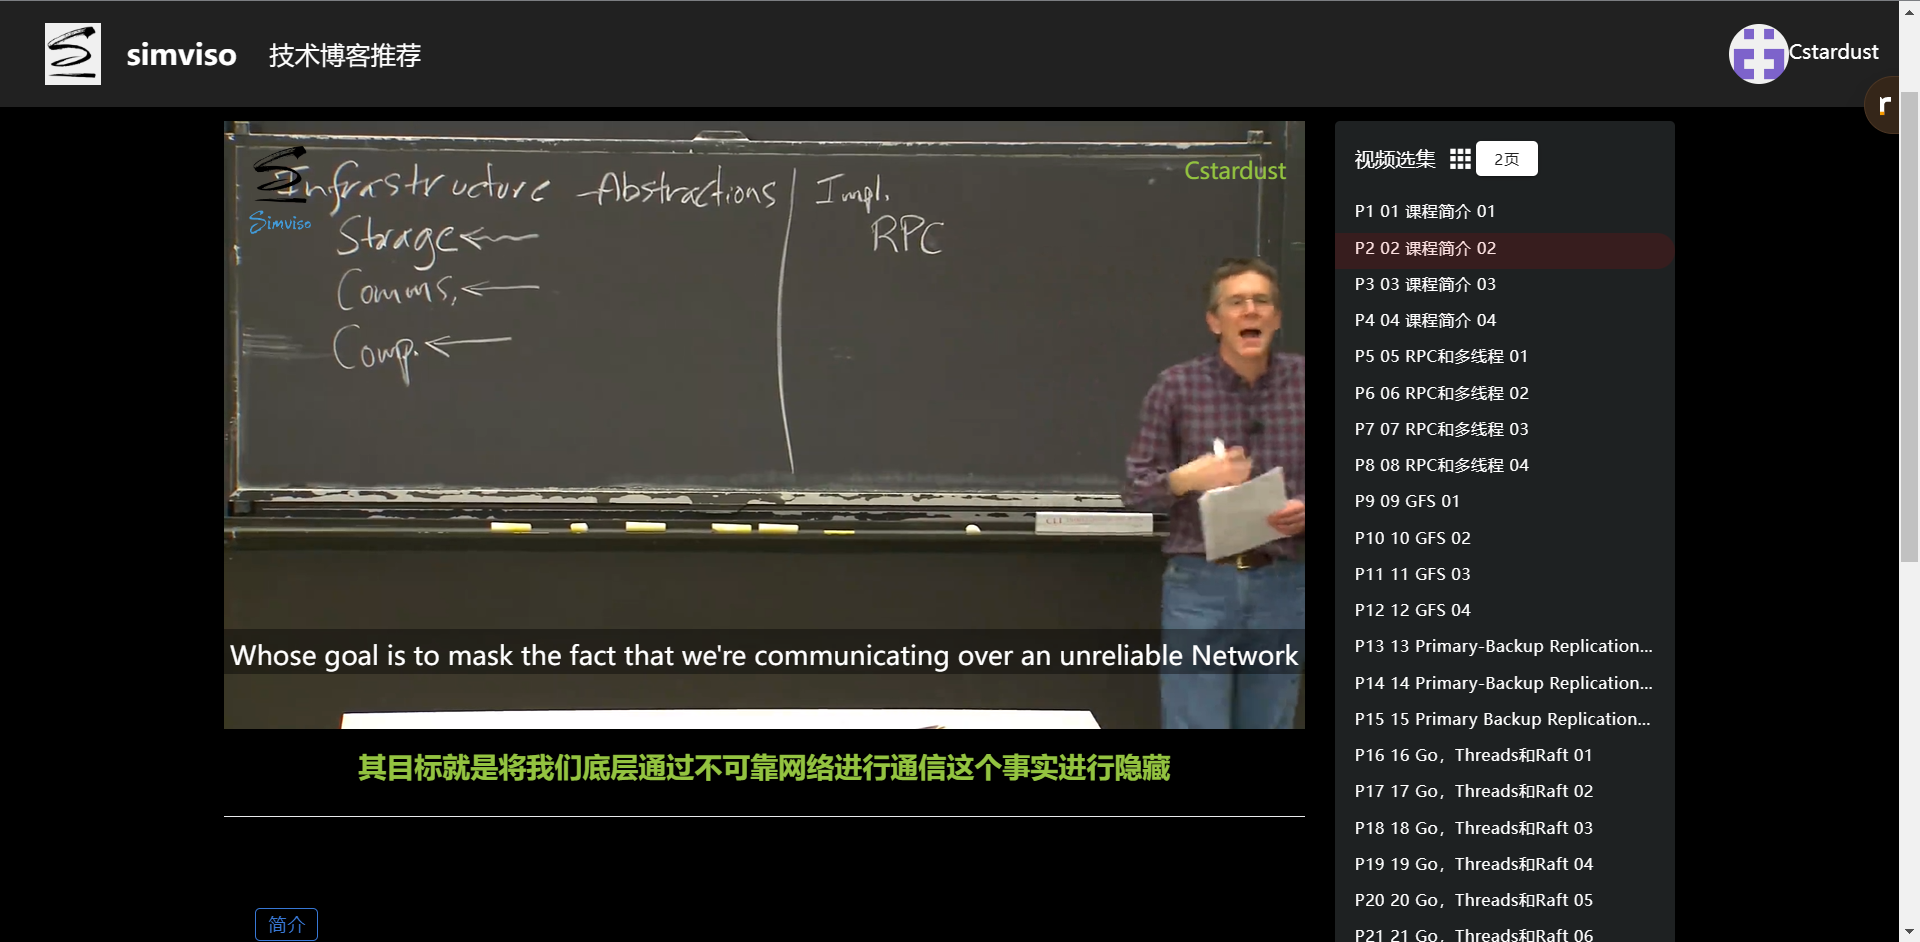 simviso 技术博客推荐
Cstardust
r
Infrastructure - Abstractions
Simviso
Storage
Comms.
Comp.
Impl.
RPC
Cstardust
Whose goal is to mask the fact that we're communicating over an unreliable Network
其目标就是将我们底层通过不可靠网络进行通信这个事实进行隐藏
简介
视频选集 2页
P1 01 课程简介 01
P2 02 课程简介 02
P3 03 课程简介 03
P4 04 课程简介 04
P5 05 RPC和多线程 01
P6 06 RPC和多线程 02
P7 07 RPC和多线程 03
P8 08 RPC和多线程 04
P9 09 GFS 01
P10 10 GFS 02
P11 11 GFS 03
P12 12 GFS 04
P13 13 Primary-Backup Replication...
P14 14 Primary-Backup Replication...
P15 15 Primary Backup Replication...
P16 16 Go，Threads和Raft 01
P17 17 Go，Threads和Raft 02
P18 18 Go，Threads和Raft 03
P19 19 Go，Threads和Raft 04
P20 20 Go，Threads和Raft 05
P21 21 Go，Threads和Raft 06